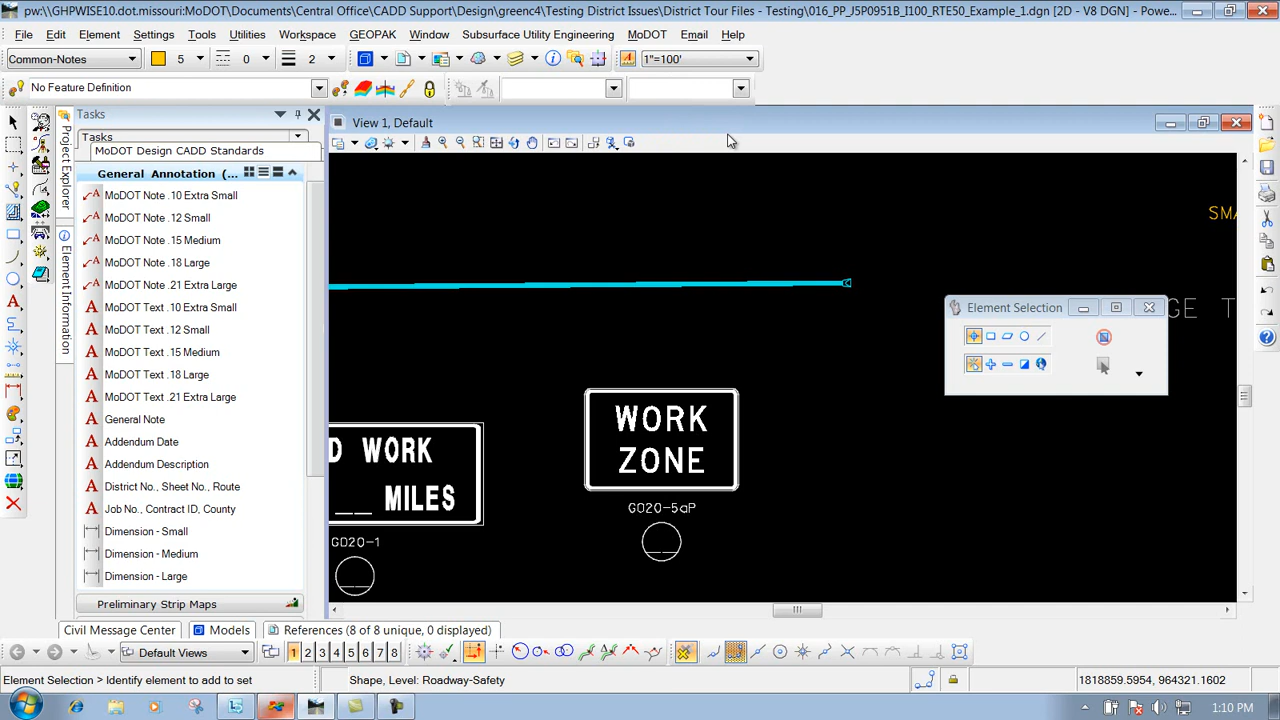 pw:\\GHPWISE10.dot.missouri:MoDOT\Documents\Central Office\CADD Support\Design\greenc4\Testing District Issues\District Tour Files - Testing\016_PP_J5P0951B_I100_RTE50_Example_1.dgn [2D - V8 DGN] - Powe...
File Edit Element Settings Tools Utilities Workspace GEOPAK Window Subsurface Utility Engineering MoDOT Email Help
Common-Notes 5 0 2 1"=100'
No Feature Definition
Tasks
View 1, Default
Tasks
MoDOT Design CADD Standards
General Annotation (...
Project Explorer
Element Information
MoDOT Note .10 Extra Small
MoDOT Note .12 Small
MoDOT Note .15 Medium
MoDOT Note .18 Large
MoDOT Note .21 Extra Large
MoDOT Text .10 Extra Small
MoDOT Text .12 Small
MoDOT Text .15 Medium
MoDOT Text .18 Large
MoDOT Text .21 Extra Large
General Note
Addendum Date
Addendum Description
District No., Sheet No., Route
Job No., Contract ID, County
Dimension - Small
Dimension - Medium
Dimension - Large
Preliminary Strip Maps
SMA
Element Selection
GE T
WORK
ZONE
GO20-5aP
D WORK
__ MILES
GO20-1
Civil Message Center Models References (8 of 8 unique, 0 displayed)
Default Views 1 2 3 4 5 6 7 8
Element Selection > Identify element to add to set Shape, Level: Roadway-Safety 1818859.5954, 964321.1602
1:10 PM